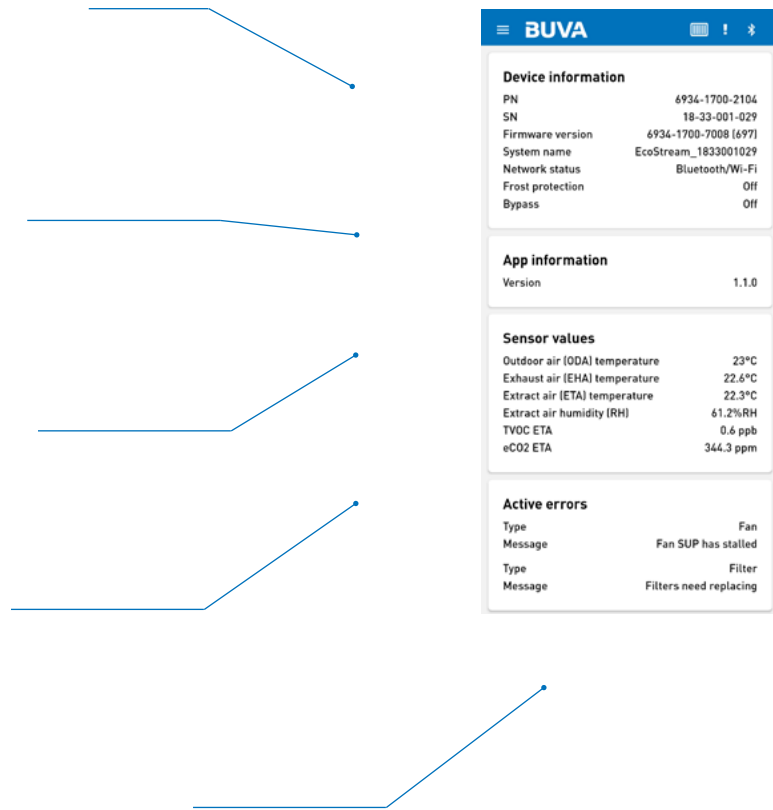 BUVA
Device information
PN 6934-1700-2104
SN 18-33-001-029
Firmware version 6934-1700-7008 (697)
System name EcoStream_1833001029
Network status Bluetooth/Wi-Fi
Frost protection Off
Bypass Off
App information
Version 1.1.0
Sensor values
Outdoor air (ODA) temperature 23°C
Exhaust air (EHA) temperature 22.6°C
Extract air (ETA) temperature 22.3°C
Extract air humidity (RH) 61.2%RH
TVOC ETA 0.6 ppb
eCO2 ETA 344.3 ppm
Active errors
Type Fan
Message Fan SUP has stalled
Type Filter
Message Filters need replacing